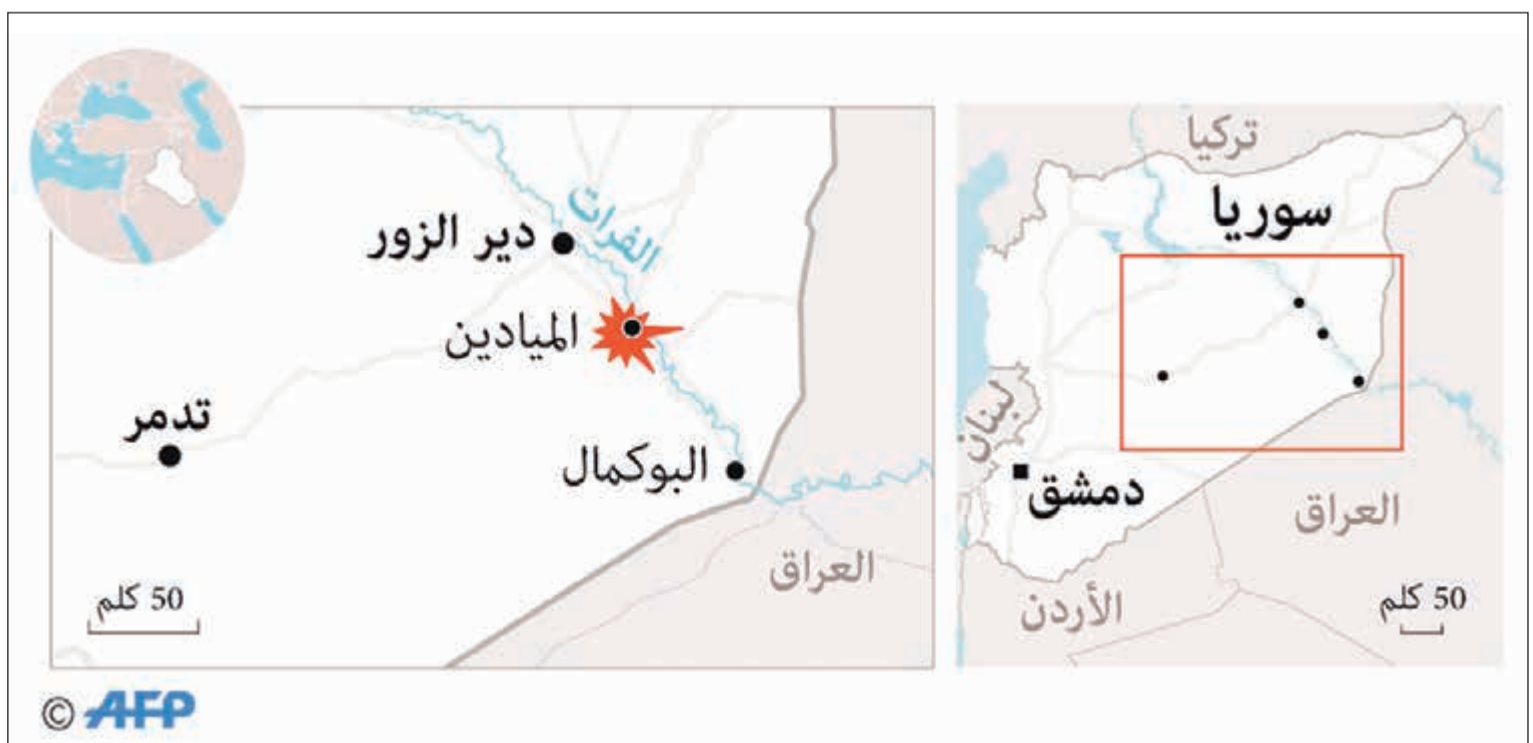 تركيا
سوريا
لبنان
دمشق
العراق
الأردن
50 كلم
الفرات
دير الزور
الميادين
تدمر
البوكمال
العراق
50 كلم
© AFP